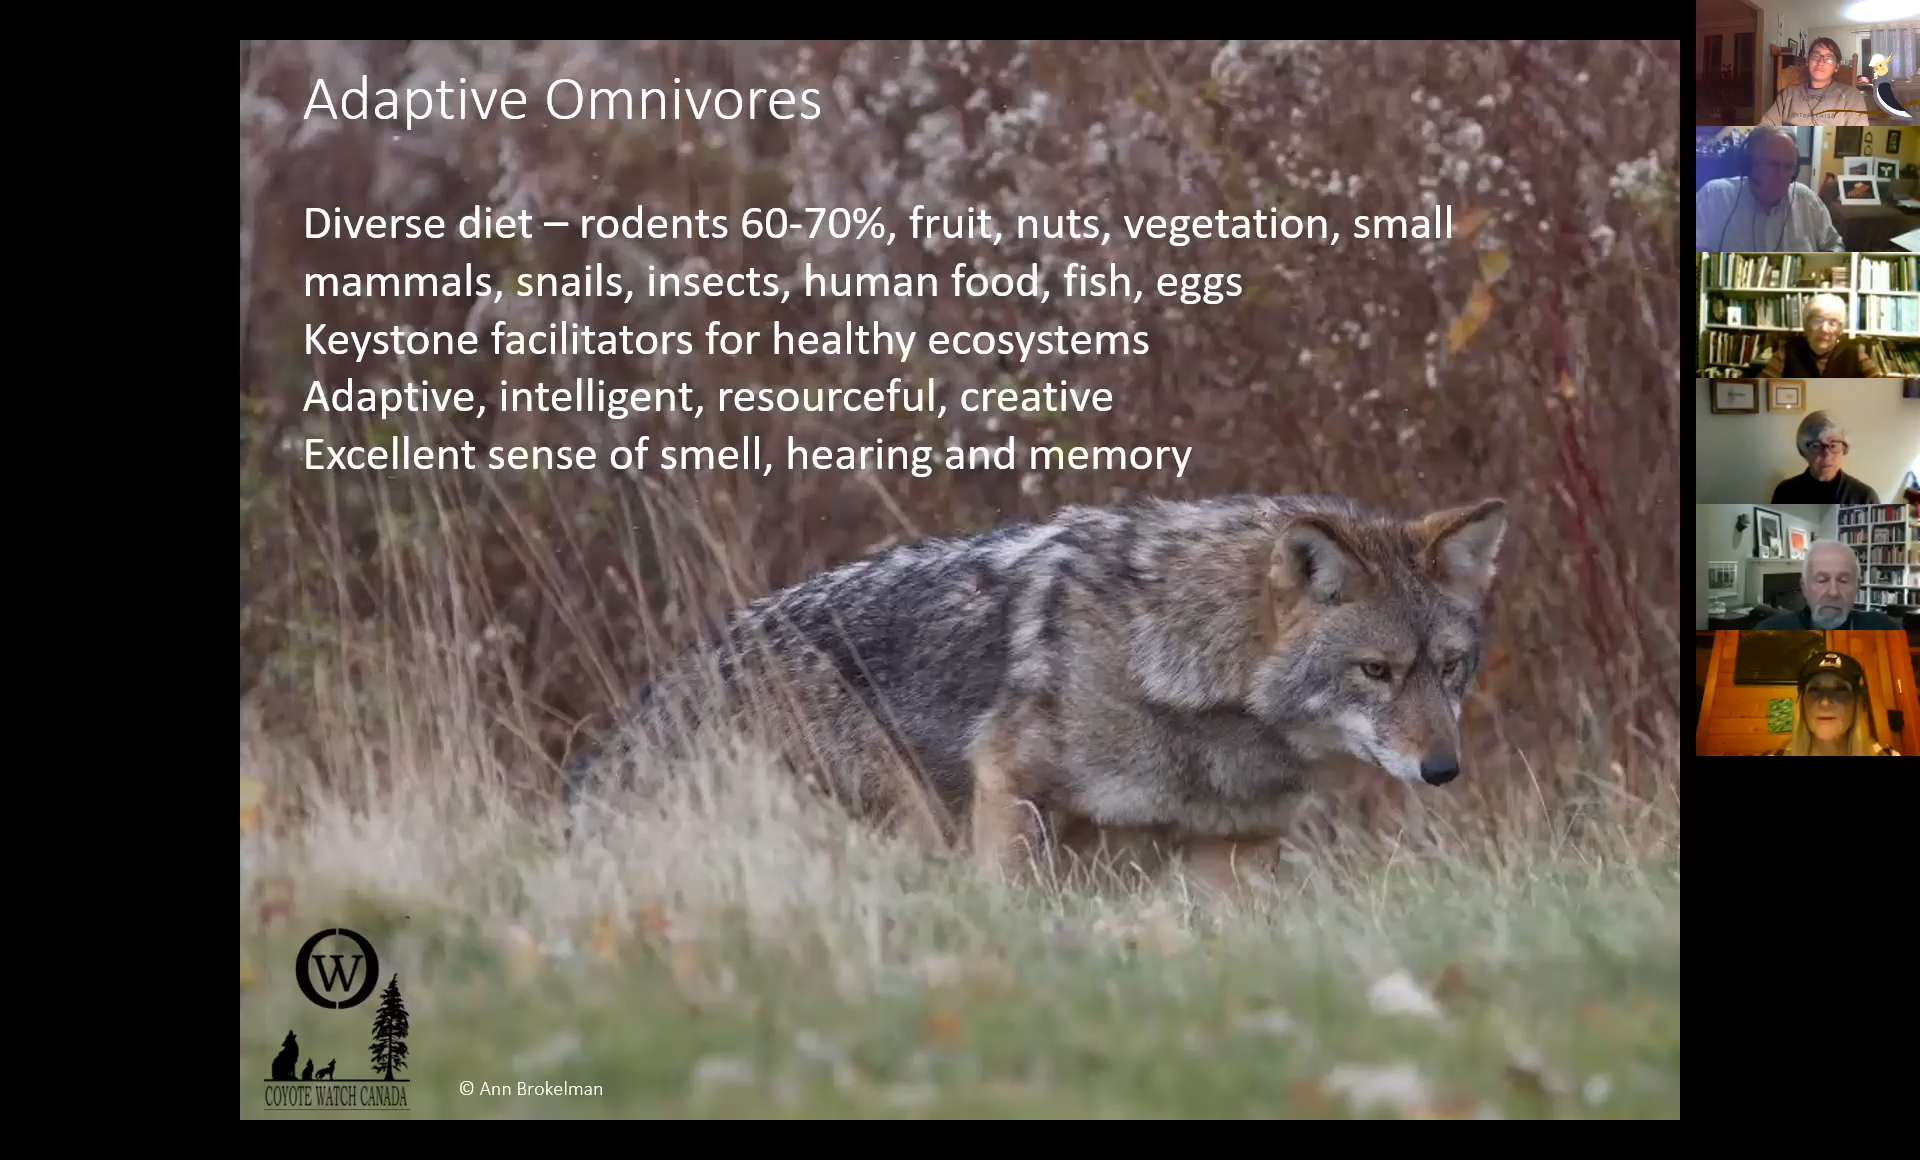 Adaptive Omnivores
Diverse diet – rodents 60-70%, fruit, nuts, vegetation, small
mammals, snails, insects, human food, fish, eggs
Keystone facilitators for healthy ecosystems
Adaptive, intelligent, resourceful, creative
Excellent sense of smell, hearing and memory
W
COYOTE WATCH CANADA
© Ann Brokelman